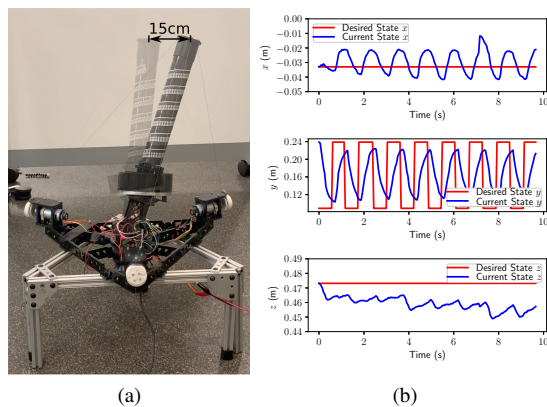 15cm
0.00
−0.01
−0.02
−0.03
−0.04
−0.05
x (m)
Desired State x
Current State x
0 2 4 6 8 10
Time (s)
0.24
0.20
0.16
0.12
y (m)
Desired State y
Current State y
0 2 4 6 8 10
Time (s)
0.49
0.48
0.47
0.46
0.45
0.44
z (m)
Desired State z
Current State z
0 2 4 6 8 10
Time (s)
(a)
(b)